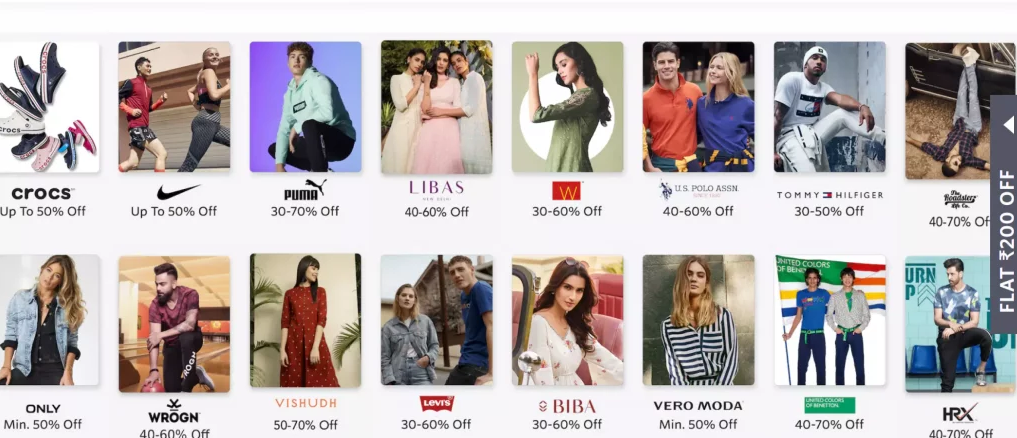 crocs™
Up To 50% Off
Up To 50% Off
PUMA
30-70% Off
LIBAS
NEW DELHI
40-60% Off
W
30-60% Off
U.S. POLO ASSN.
SINCE 1890
40-60% Off
TOMMY HILFIGER
30-50% Off
The
Roadster
Life Co.
40-70% Off
FLAT ₹200 OFF
ONLY
Min. 50% Off
WROGN
40-60% Off
VISHUDH
50-70% Off
LEVI'S
30-60% Off
BIBA
30-60% Off
VERO MODA
Min. 50% Off
UNITED COLORS
OF BENETTON.
40-70% Off
HRX
40-70% Off